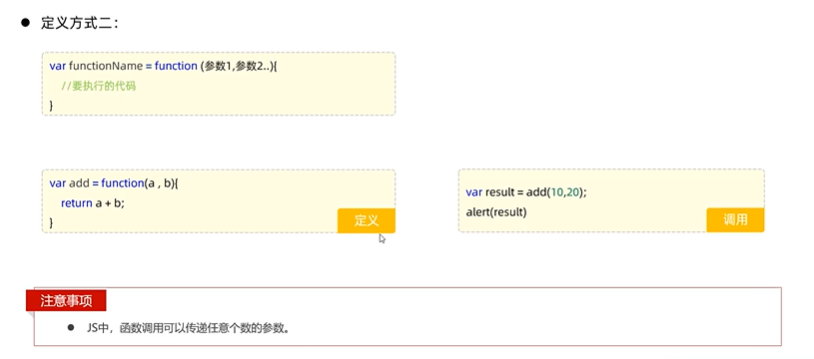 ● 定义方式二：
var functionName = function (参数1,参数2..){
//要执行的代码
}
var add = function(a , b){
return a + b;
}
定义
var result = add(10,20);
alert(result)
调用
注意事项
● JS中，函数调用可以传递任意个数的参数。